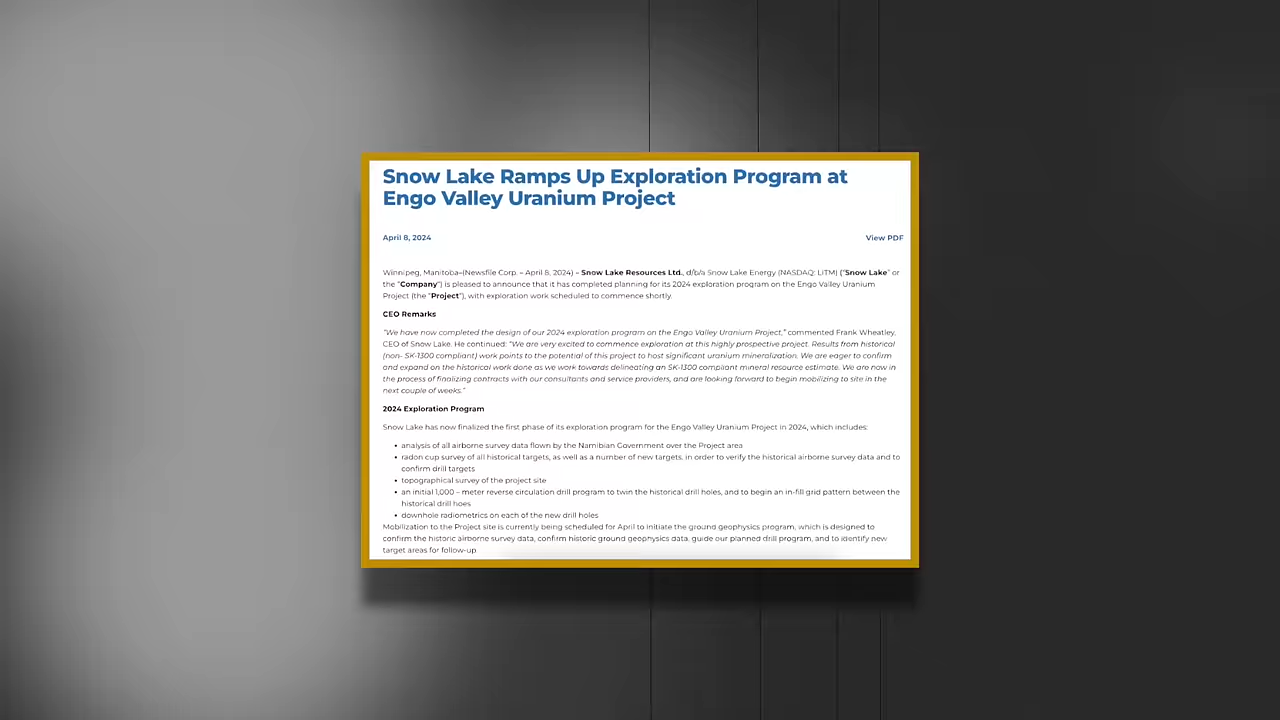 Snow Lake Ramps Up Exploration Program at
Engo Valley Uranium Project
April 8, 2024 View PDF
Winnipeg, Manitoba–(Newsfile Corp. – April 8, 2024) – Snow Lake Resources Ltd., d/b/a Snow Lake Energy (NASDAQ: LITM) ("Snow Lake" or
the "Company") is pleased to announce that it has completed planning for its 2024 exploration program on the Engo Valley Uranium
Project (the "Project"), with exploration work scheduled to commence shortly.
CEO Remarks
"We have now completed the design of our 2024 exploration program on the Engo Valley Uranium Project," commented Frank Wheatley,
CEO of Snow Lake. He continued: "We are very excited to commence exploration at this highly prospective project. Results from historical
(non- SK-1300 compliant) work points to the potential of this project to host significant uranium mineralization. We are eager to confirm
and expand on the historical work done as we work towards delineating an SK-1300 compliant mineral resource estimate. We are now in
the process of finalizing contracts with our consultants and service providers, and are looking forward to begin mobilizing to site in the
next couple of weeks."
2024 Exploration Program
Snow Lake has now finalized the first phase of its exploration program for the Engo Valley Uranium Project in 2024, which includes:
• analysis of all airborne survey data flown by the Namibian Government over the Project area
• radon cup survey of all historical targets, as well as a number of new targets, in order to verify the historical airborne survey data and to
confirm drill targets
• topographical survey of the project site
• an initial 1,000 – meter reverse circulation drill program to twin the historical drill holes, and to begin an in-fill grid pattern between the
historical drill hoes
• downhole radiometrics on each of the new drill holes
Mobilization to the Project site is currently being scheduled for April to initiate the ground geophysics program, which is designed to
confirm the historic airborne survey data, confirm historic ground geophysics data, guide our planned drill program, and to identify new
target areas for follow-up